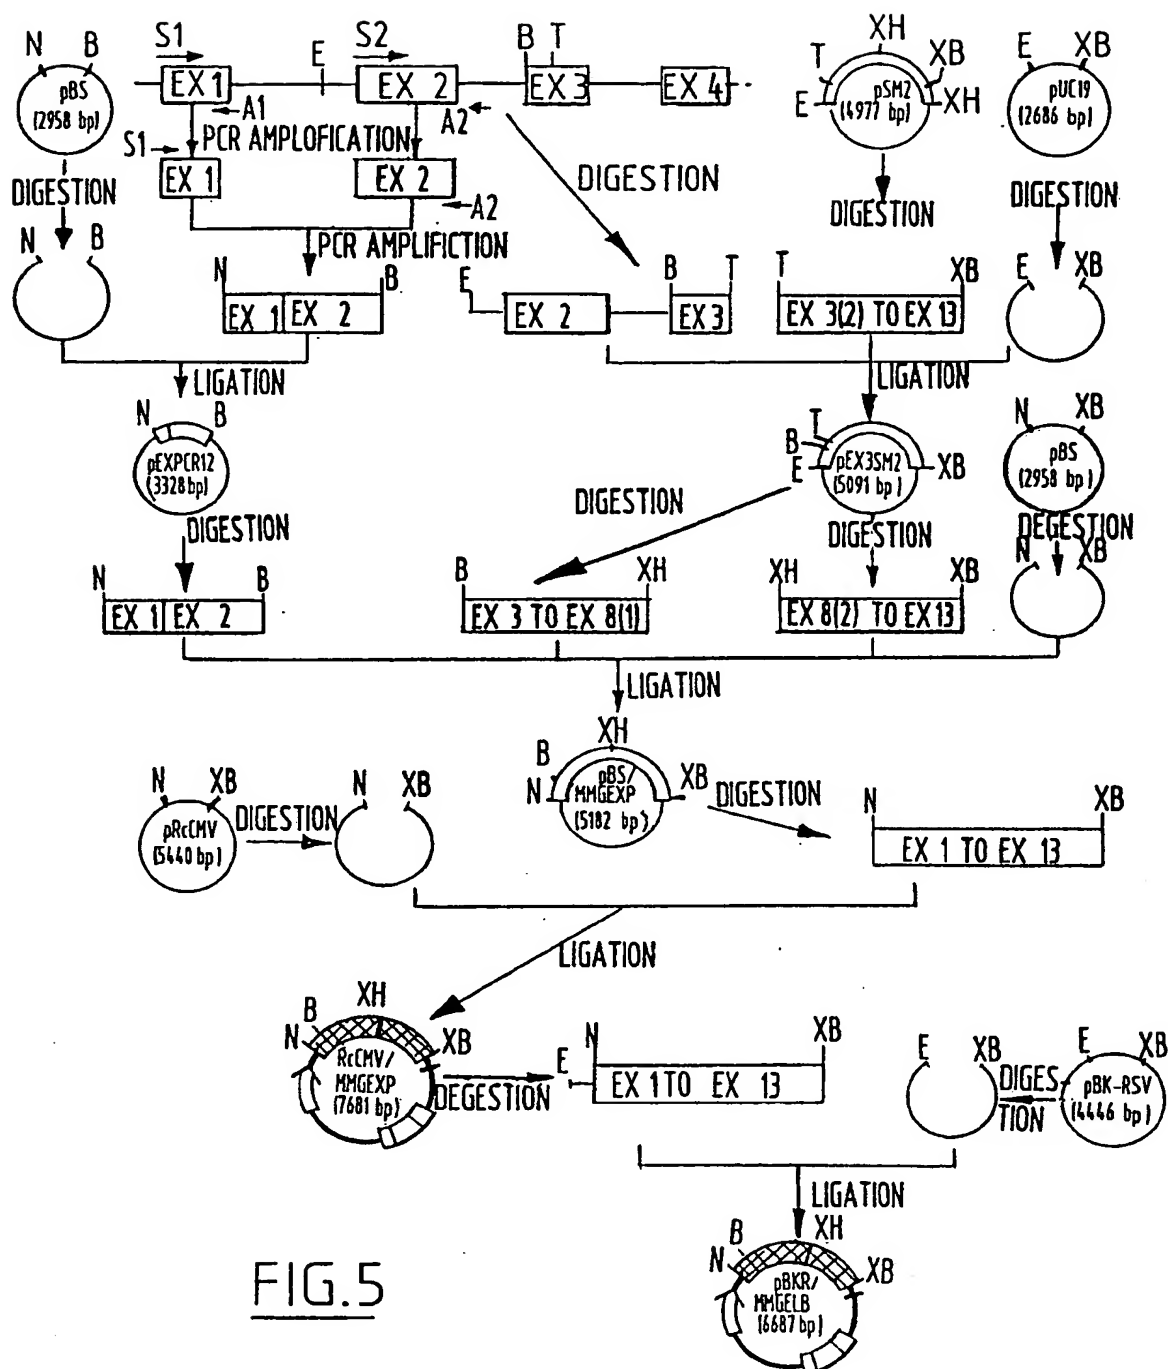 N B
pBS
(2958 bp)
S1
EX 1
E
S2
EX 2
B T
EX 3
EX 4
A1
A2
T XH XB
pSM2
(4977 bp)
E XH
E XB
pUC19
(2686 bp)
S1
PCR AMPLOFICATION
DIGESTION
EX 1
EX 2
A2
DIGESTION
DIGESTION
DIGESTION
PCR AMPLIFICTION
N B
N B
EX 1 EX 2
E B T
EX 2
EX 3
T XB
EX 3(2) TO EX 13
E XB
LIGATION
LIGATION
N B
pEXPCR12
(3328bp)
T
B
E XB
pEX3SM2
(5091 bp)
N XB
pBS
(2958 bp)
DIGESTION
DIGESTION
DIGESTION
DEGESTION
N B
EX 1 EX 2
B XH
EX 3 TO EX 8(1)
XH XB
EX 8(2) TO EX13
N XB
LIGATION
XH
B
N XB
pBS/
MMGEXP
(5182 bp)
N XB
pRcCMV
(5440 bp)
DIGESTION
N XB
DIGESTION
N XB
EX 1 TO EX 13
LIGATION
XH
B
N XB
RcCMV/
MMGEXP
(7681 bp)
DEGESTION
E N XB
EX 1 TO EX 13
E XB
DIGES
TION
E XB
pBK-RSV
(4446 bp)
LIGATION
XH
B
N XB
pBKR/
MMGELB
(6687 bp)
FIG.5